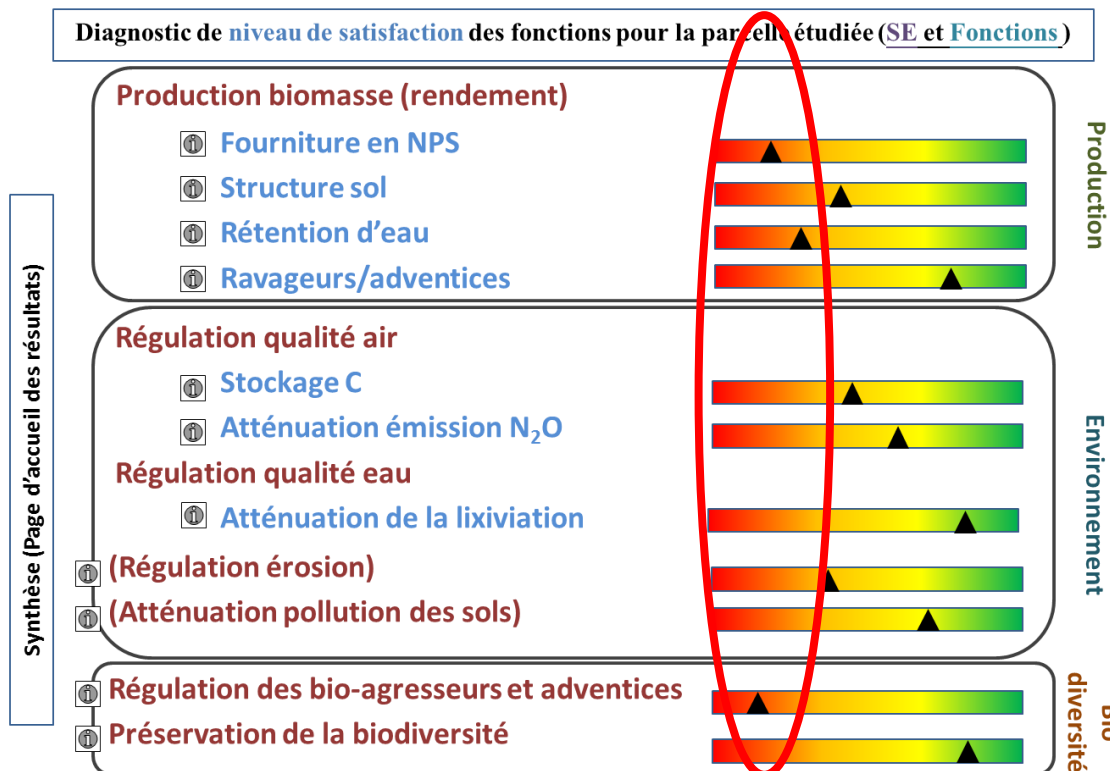 Diagnostic de niveau de satisfaction des fonctions pour la parcelle étudiée (SE et Fonctions )
Synthèse (Page d'accueil des résultats)
Production biomasse (rendement)
Fourniture en NPS
Structure sol
Rétention d'eau
Ravageurs/adventices
Production
Régulation qualité air
Stockage C
Atténuation émission N₂O
Régulation qualité eau
Atténuation de la lixiviation
(Régulation érosion)
(Atténuation pollution des sols)
Environnement
Régulation des bio-agresseurs et adventices
Préservation de la biodiversité
Bio
diversité